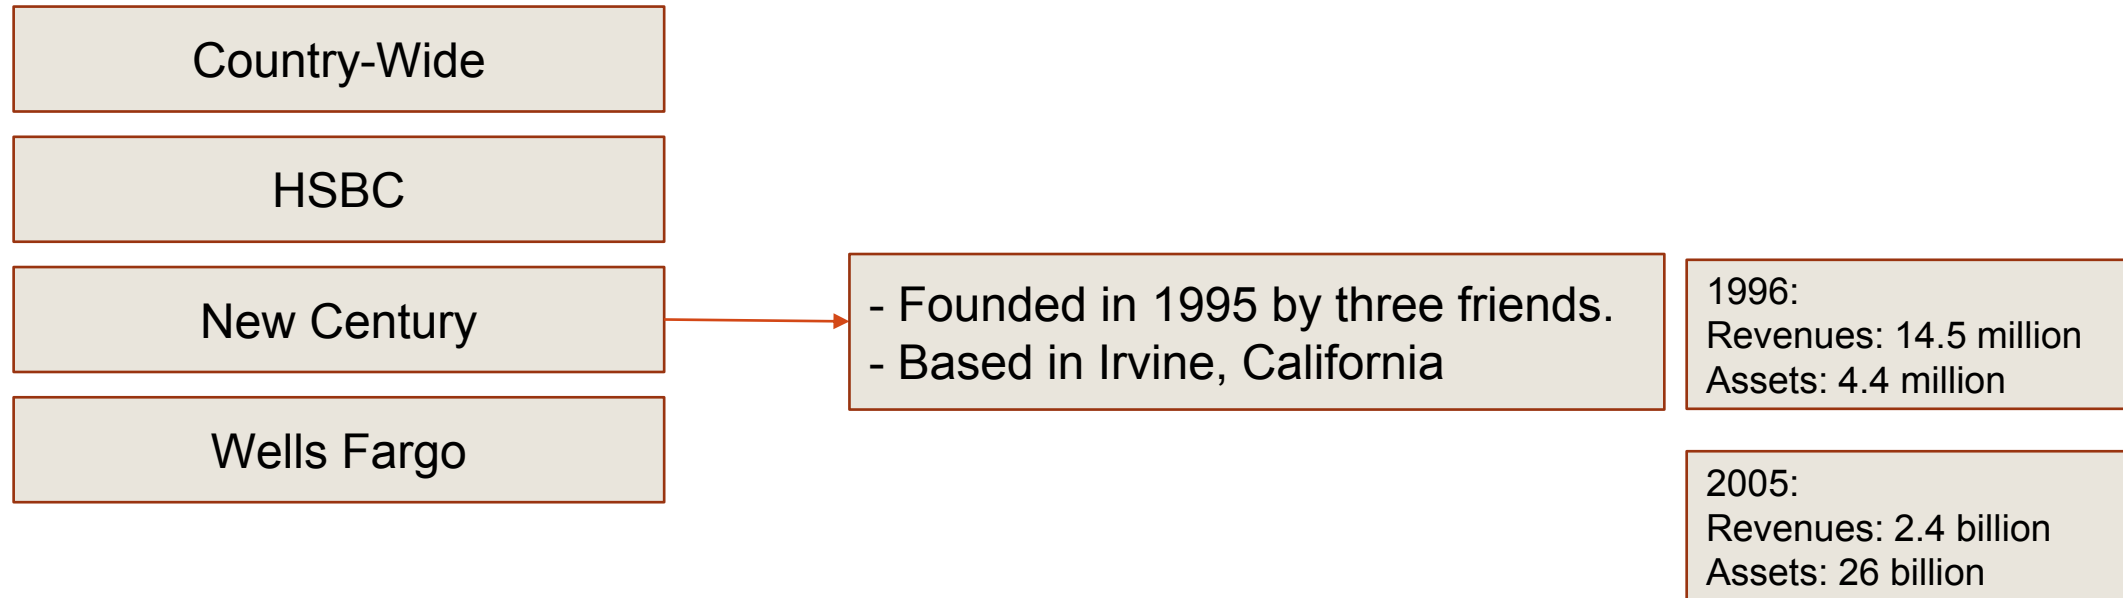 Country-Wide
HSBC
New Century
Wells Fargo
- Founded in 1995 by three friends.
- Based in Irvine, California
1996:
Revenues: 14.5 million
Assets: 4.4 million
2005:
Revenues: 2.4 billion
Assets: 26 billion